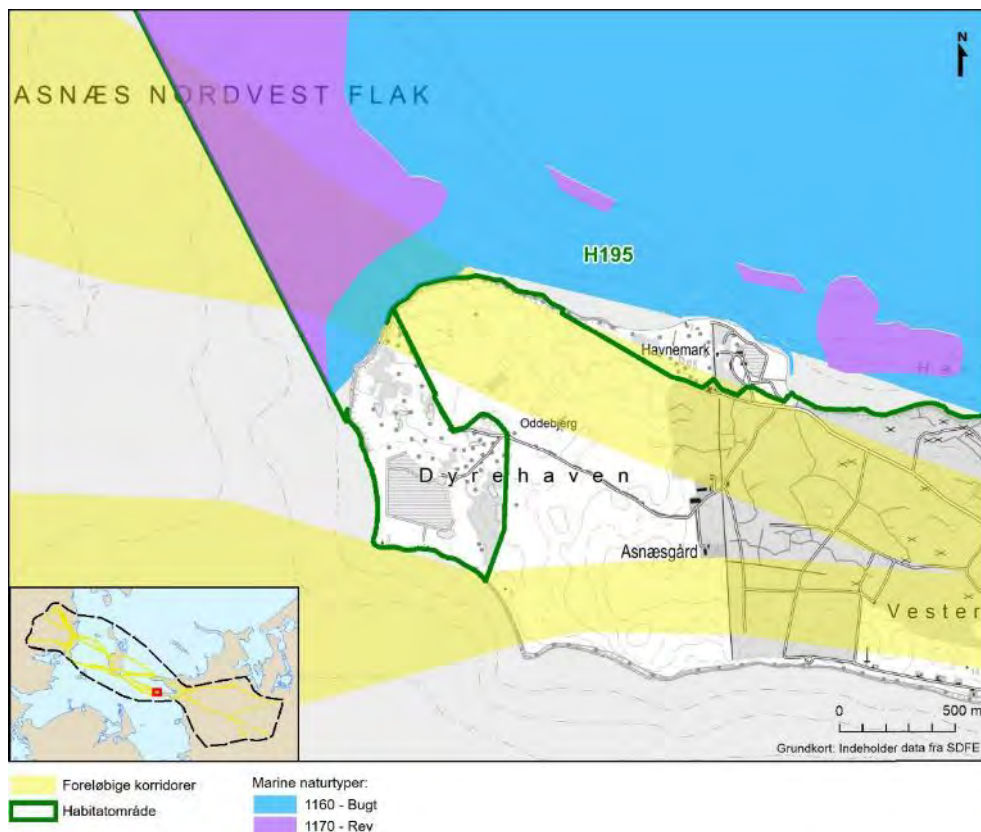 N
ASNÆS NORDVEST FLAK
H195
Havnemark
Oddebjerg
Dyrehaven
Asnæsgård
Vester
0 500 m
Grundkort: Indeholder data fra SDFE
Foreløbige korridorer
Habitatområde
Marine naturtyper:
1160 - Bugt
1170 - Rev